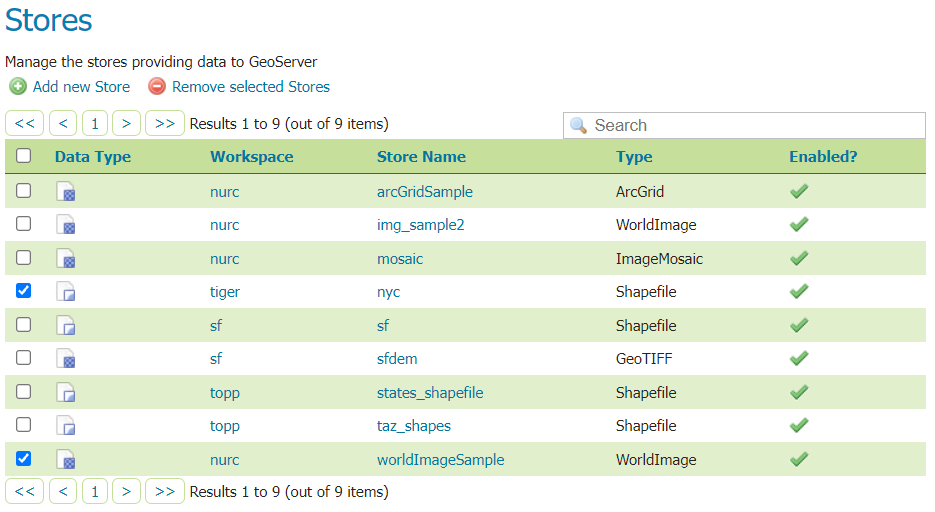 Stores
Manage the stores providing data to GeoServer
Add new Store Remove selected Stores
<< < 1 > >> Results 1 to 9 (out of 9 items) Search
Data Type Workspace Store Name Type Enabled?
nurc arcGridSample ArcGrid
nurc img_sample2 WorldImage
nurc mosaic ImageMosaic
tiger nyc Shapefile
sf sf Shapefile
sf sfdem GeoTIFF
topp states_shapefile Shapefile
topp taz_shapes Shapefile
nurc worldImageSample WorldImage
<< < 1 > >> Results 1 to 9 (out of 9 items)